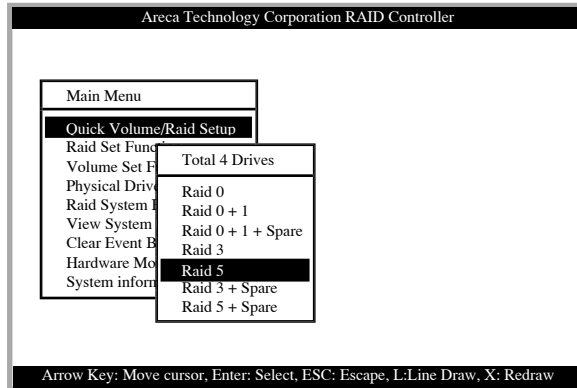 Areca Technology Corporation RAID Controller
Main Menu
Quick Volume/Raid Setup
Raid Set Func
Volume Set F
Physical Driv
Raid System
View System
Clear Event B
Hardware Mo
System inform
Total 4 Drives
Raid 0
Raid 0 + 1
Raid 0 + 1 + Spare
Raid 3
Raid 5
Raid 3 + Spare
Raid 5 + Spare
Arrow Key: Move cursor, Enter: Select, ESC: Escape, L:Line Draw, X: Redraw